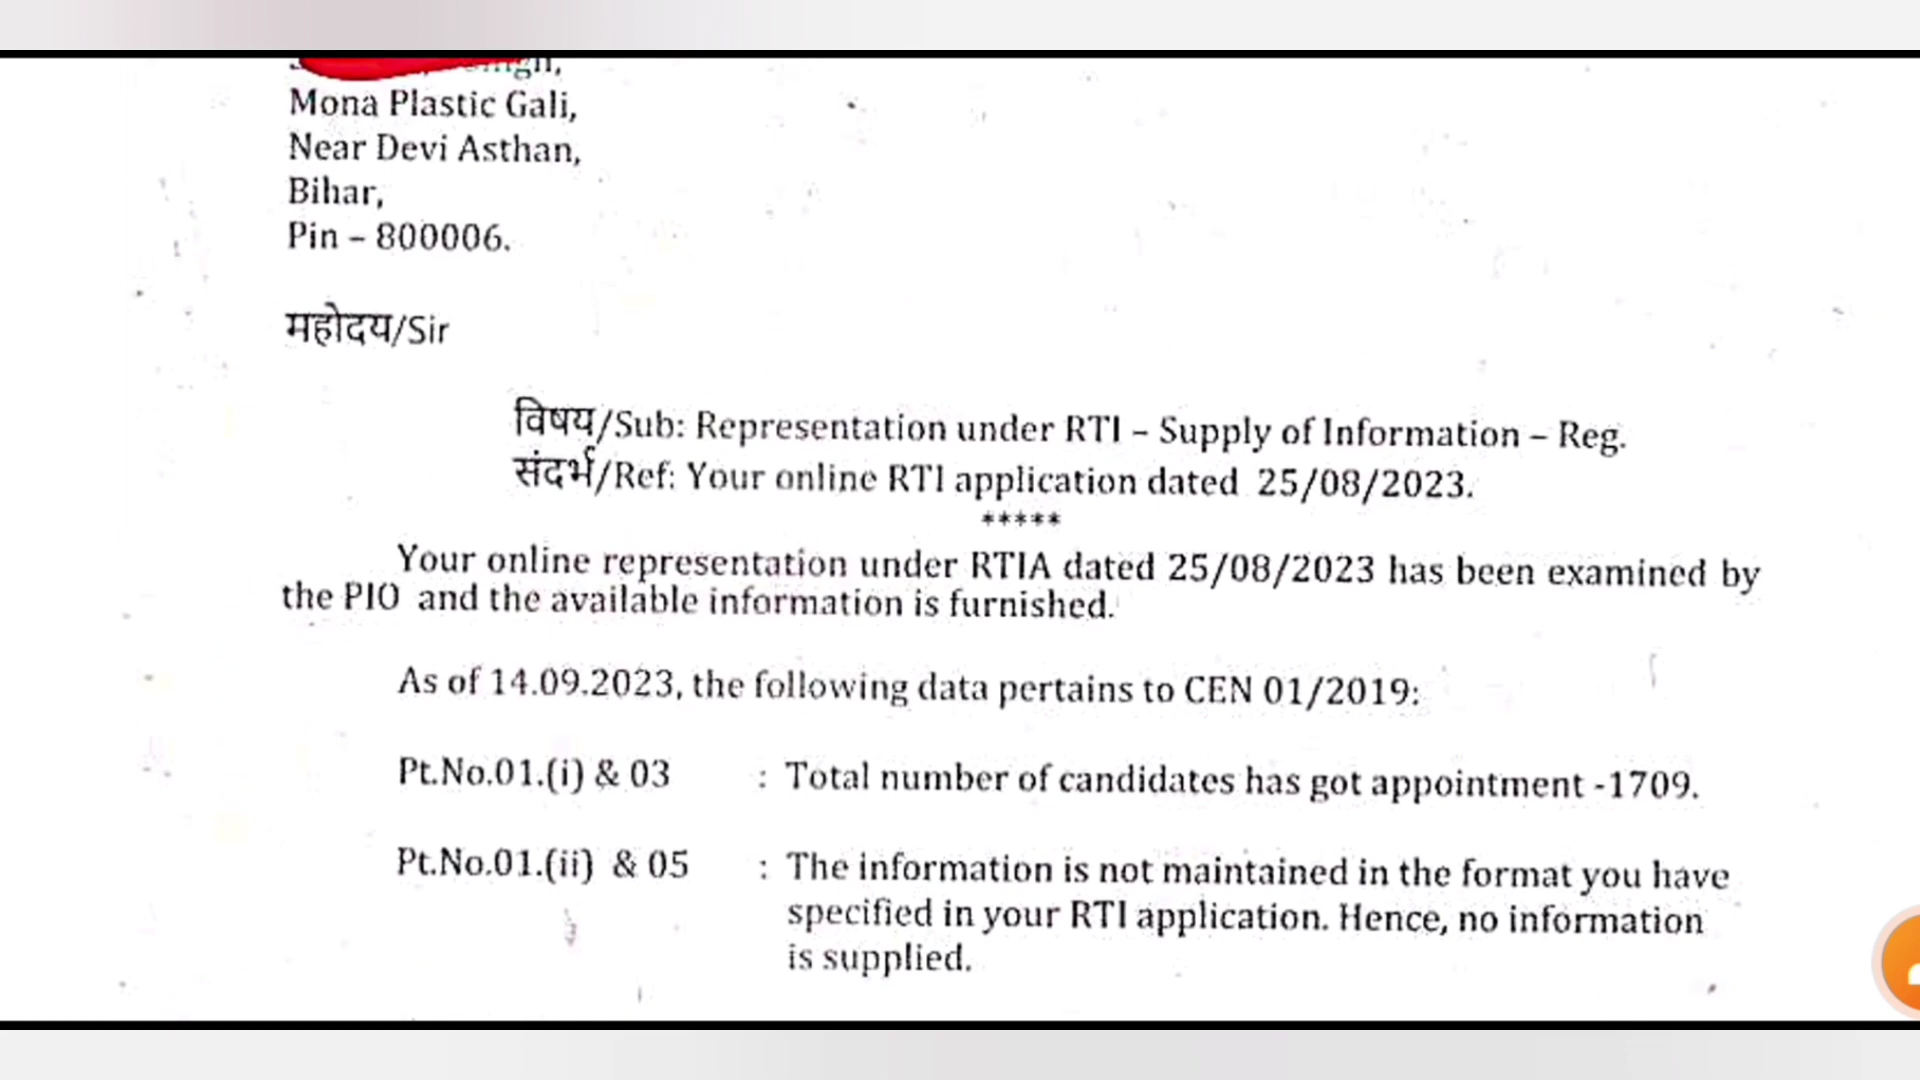 Mona Plastic Gali,
Near Devi Asthan,
Bihar,
Pin – 800006.
महोदय/Sir
विषय/Sub: Representation under RTI – Supply of Information – Reg.
संदर्भ/Ref: Your online RTI application dated 25/08/2023.
*****
Your online representation under RTIA dated 25/08/2023 has been examined by
the PIO and the available information is furnished.
As of 14.09.2023, the following data pertains to CEN 01/2019:
Pt.No.01.(i) & 03 : Total number of candidates has got appointment -1709.
Pt.No.01.(ii) & 05 : The information is not maintained in the format you have
specified in your RTI application. Hence, no information
is supplied.